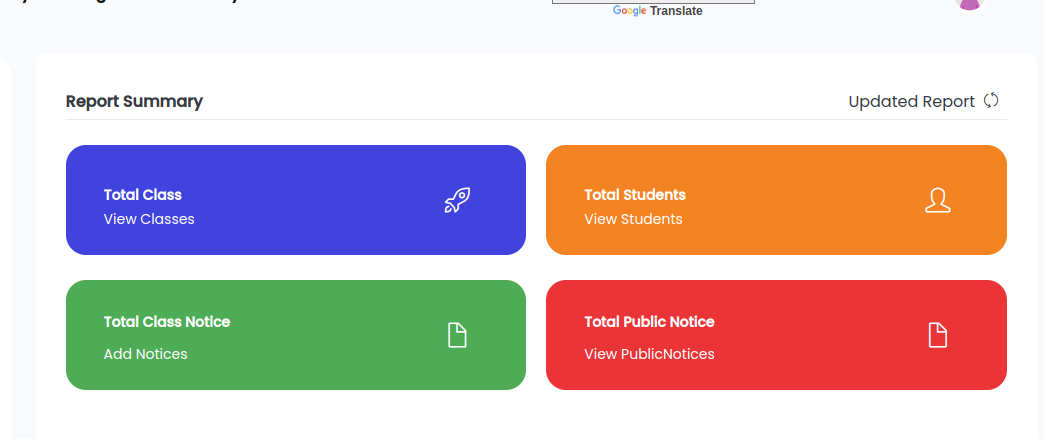 Google Translate
Report Summary
Updated Report
Total Class
View Classes
Total Students
View Students
Total Class Notice
Add Notices
Total Public Notice
View PublicNotices